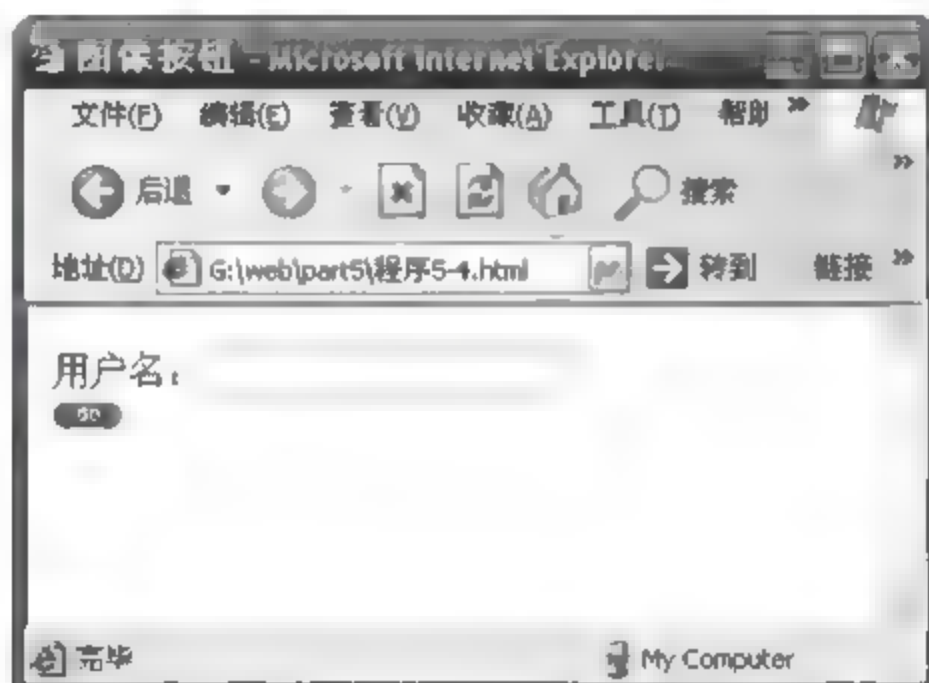 图像按钮 - Microsoft Internet Explorer
文件(F) 编辑(E) 查看(V) 收藏(A) 工具(T) 帮助 »
后退 搜索 »
地址(D) G:\web\part5\程序5-4.html 转到 链接 »
用户名：
GO
完毕 My Computer